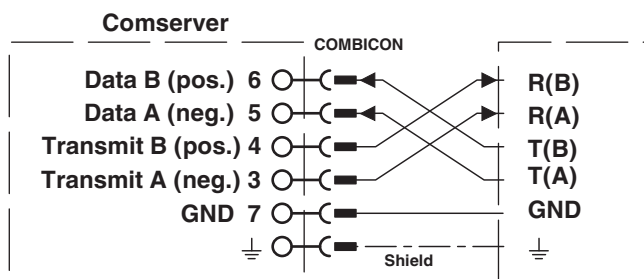 Comserver
COMBICON
Data B (pos.) 6
R(B)
Data A (neg.) 5
R(A)
Transmit B (pos.) 4
T(B)
Transmit A (neg.) 3
T(A)
GND 7
GND
Shield